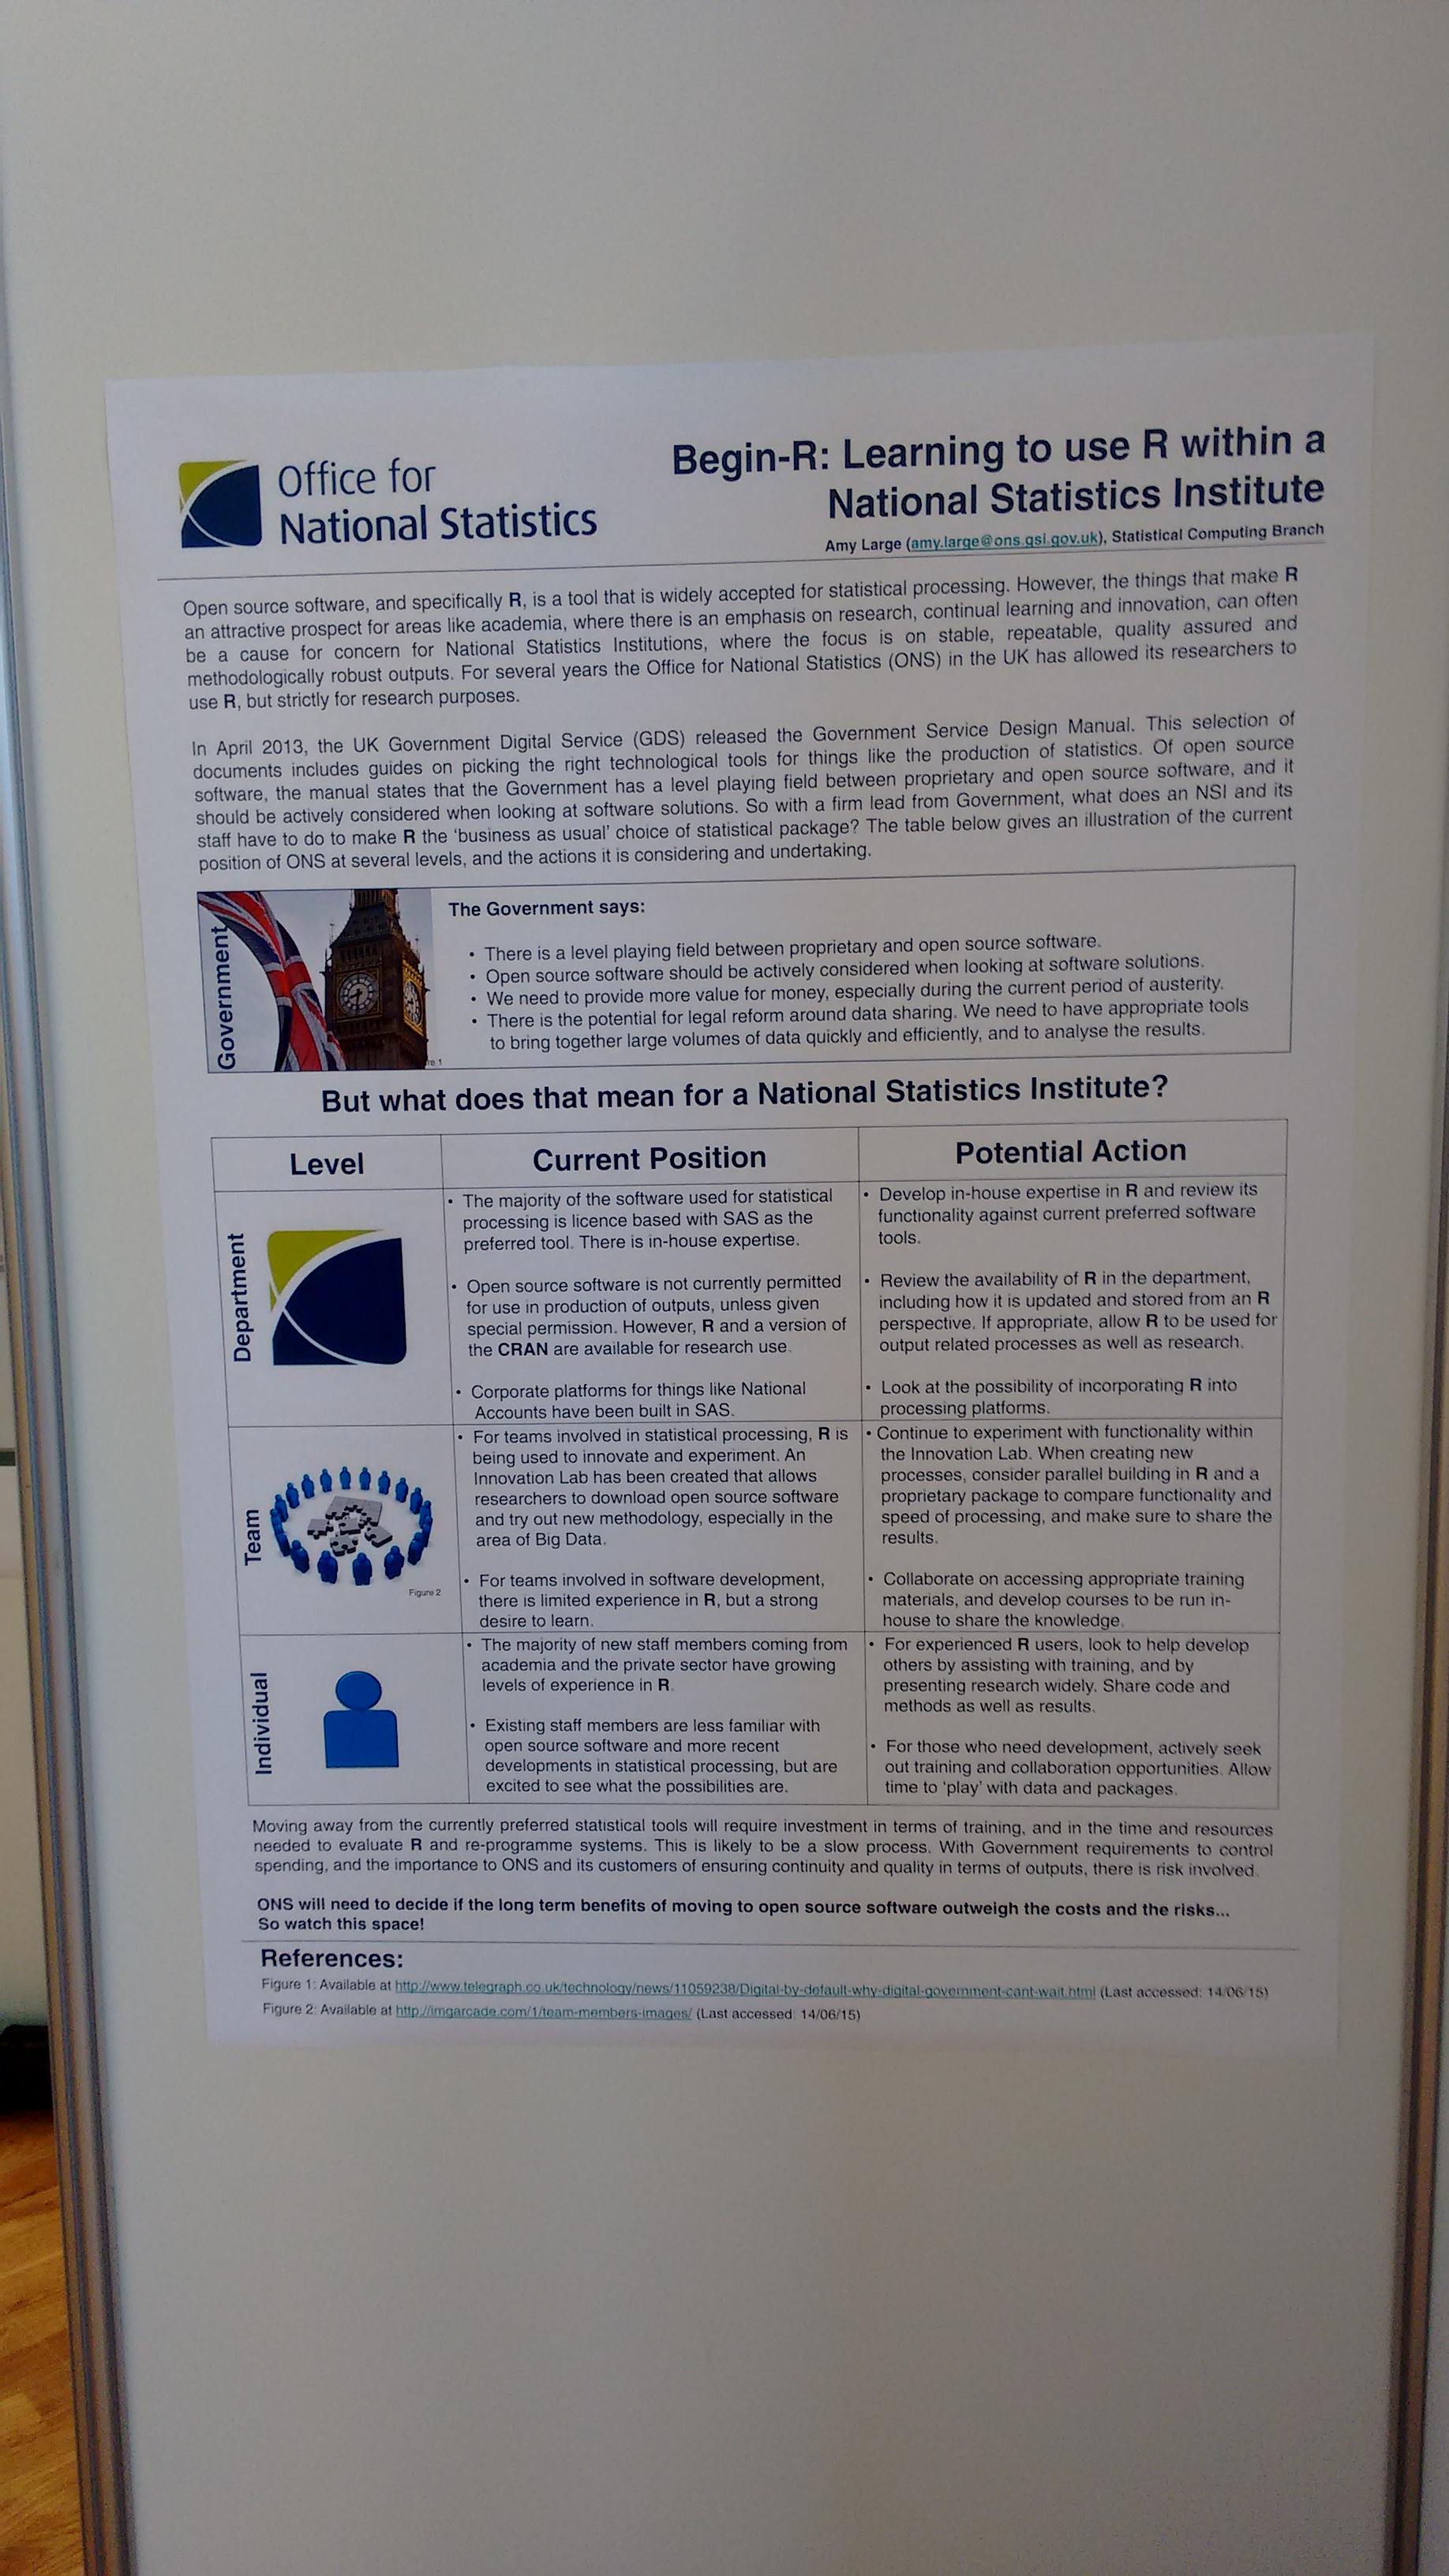 Office for
National Statistics
Begin-R: Learning to use R within a
National Statistics Institute
Amy Large (amy.large@ons.gsi.gov.uk), Statistical Computing Branch
Open source software, and specifically R, is a tool that is widely accepted for statistical processing. However, the things that make R
an attractive prospect for areas like academia, where there is an emphasis on research, continual learning and innovation, can often
be a cause for concern for National Statistics Institutions, where the focus is on stable, repeatable, quality assured and
methodologically robust outputs. For several years the Office for National Statistics (ONS) in the UK has allowed its researchers to
use R, but strictly for research purposes.
In April 2013, the UK Government Digital Service (GDS) released the Government Service Design Manual. This selection of
documents includes guides on picking the right technological tools for things like the production of statistics. Of open source
software, the manual states that the Government has a level playing field between proprietary and open source software, and it
should be actively considered when looking at software solutions. So with a firm lead from Government, what does an NSI and its
staff have to do to make R the ‘business as usual’ choice of statistical package? The table below gives an illustration of the current
position of ONS at several levels, and the actions it is considering and undertaking.
Government
re 1
The Government says:
• There is a level playing field between proprietary and open source software.
• Open source software should be actively considered when looking at software solutions.
• We need to provide more value for money, especially during the current period of austerity.
• There is the potential for legal reform around data sharing. We need to have appropriate tools
to bring together large volumes of data quickly and efficiently, and to analyse the results.
But what does that mean for a National Statistics Institute?
Level
Current Position
Potential Action
Department
• The majority of the software used for statistical
processing is licence based with SAS as the
preferred tool. There is in-house expertise.
• Open source software is not currently permitted
for use in production of outputs, unless given
special permission. However, R and a version of
the CRAN are available for research use.
• Corporate platforms for things like National
Accounts have been built in SAS.
• Develop in-house expertise in R and review its
functionality against current preferred software
tools.
• Review the availability of R in the department,
including how it is updated and stored from an R
perspective. If appropriate, allow R to be used for
output related processes as well as research.
• Look at the possibility of incorporating R into
processing platforms.
Team
Figure 2
• For teams involved in statistical processing, R is
being used to innovate and experiment. An
Innovation Lab has been created that allows
researchers to download open source software
and try out new methodology, especially in the
area of Big Data.
• For teams involved in software development,
there is limited experience in R, but a strong
desire to learn.
• Continue to experiment with functionality within
the Innovation Lab. When creating new
processes, consider parallel building in R and a
proprietary package to compare functionality and
speed of processing, and make sure to share the
results.
• Collaborate on accessing appropriate training
materials, and develop courses to be run in-
house to share the knowledge.
Individual
• The majority of new staff members coming from
academia and the private sector have growing
levels of experience in R.
• Existing staff members are less familiar with
open source software and more recent
developments in statistical processing, but are
excited to see what the possibilities are.
• For experienced R users, look to help develop
others by assisting with training, and by
presenting research widely. Share code and
methods as well as results.
• For those who need development, actively seek
out training and collaboration opportunities. Allow
time to ‘play’ with data and packages.
Moving away from the currently preferred statistical tools will require investment in terms of training, and in the time and resources
needed to evaluate R and re-programme systems. This is likely to be a slow process. With Government requirements to control
spending, and the importance to ONS and its customers of ensuring continuity and quality in terms of outputs, there is risk involved.
ONS will need to decide if the long term benefits of moving to open source software outweigh the costs and the risks...
So watch this space!
References:
Figure 1: Available at http://www.telegraph.co.uk/technology/news/11059238/Digital-by-default-why-digital-government-cant-wait.html (Last accessed: 14/06/15)
Figure 2: Available at http://imgarcade.com/1/team-members-images/ (Last accessed: 14/06/15)